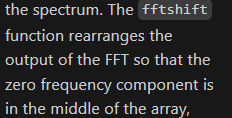 the spectrum. The fftshift
function rearranges the
output of the FFT so that the
zero frequency component is
in the middle of the array,